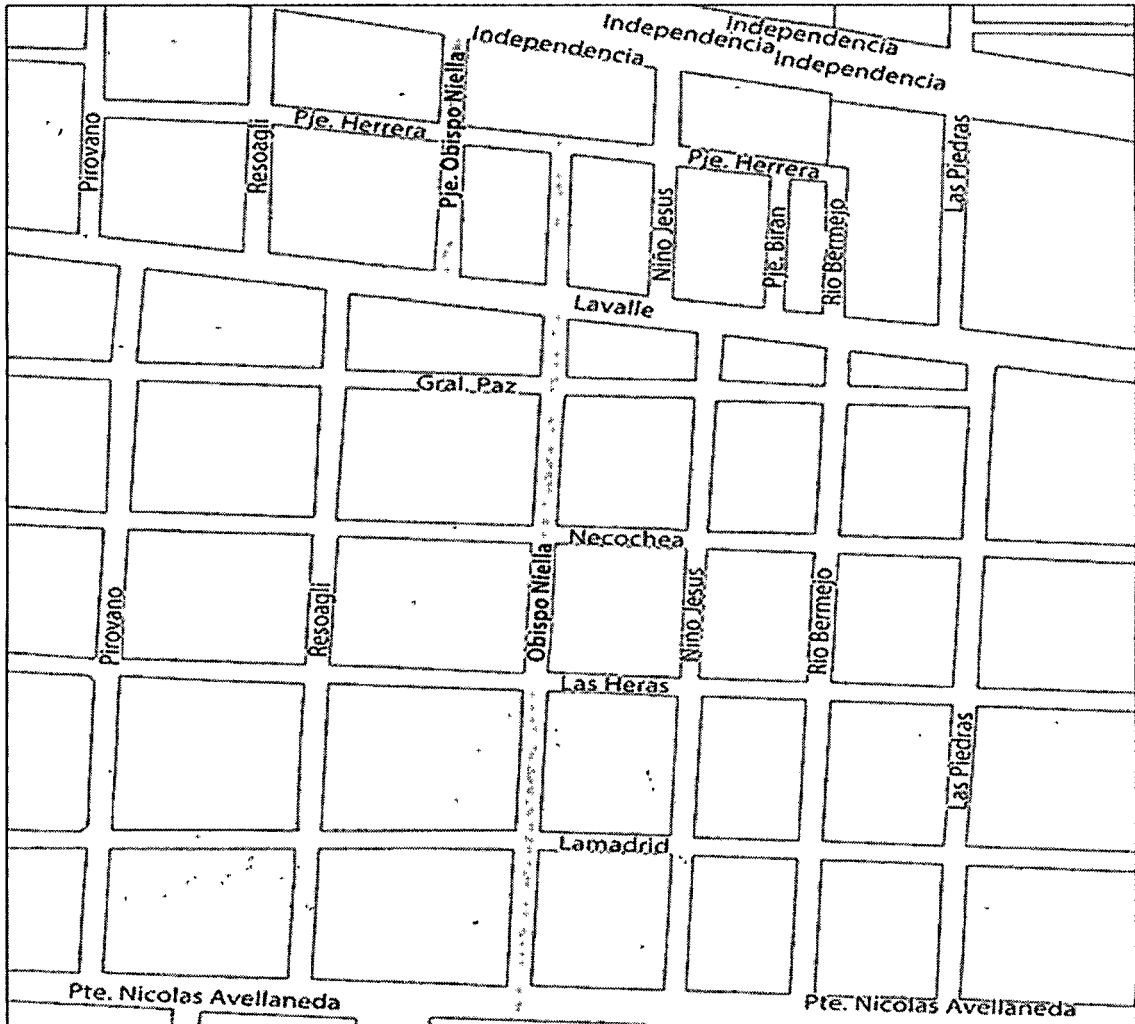 Independencia
Independencia
Independencia
Independencia
Pje. Herrera
Pje. Obispo Niella
Pirovano
Resoagli
Pje. Herrera
Las Piedras
Niño Jesus
Pje. Biran
Rio Bermejo
Lavalle
Gral. Paz
Necochea
Obispo Niella
Pirovano
Resoagli
Niño Jesus
Rio Bermejo
Las Heras
Las Piedras
Lamadrid
Pte. Nicolas Avellaneda
Pte. Nicolas Avellaneda